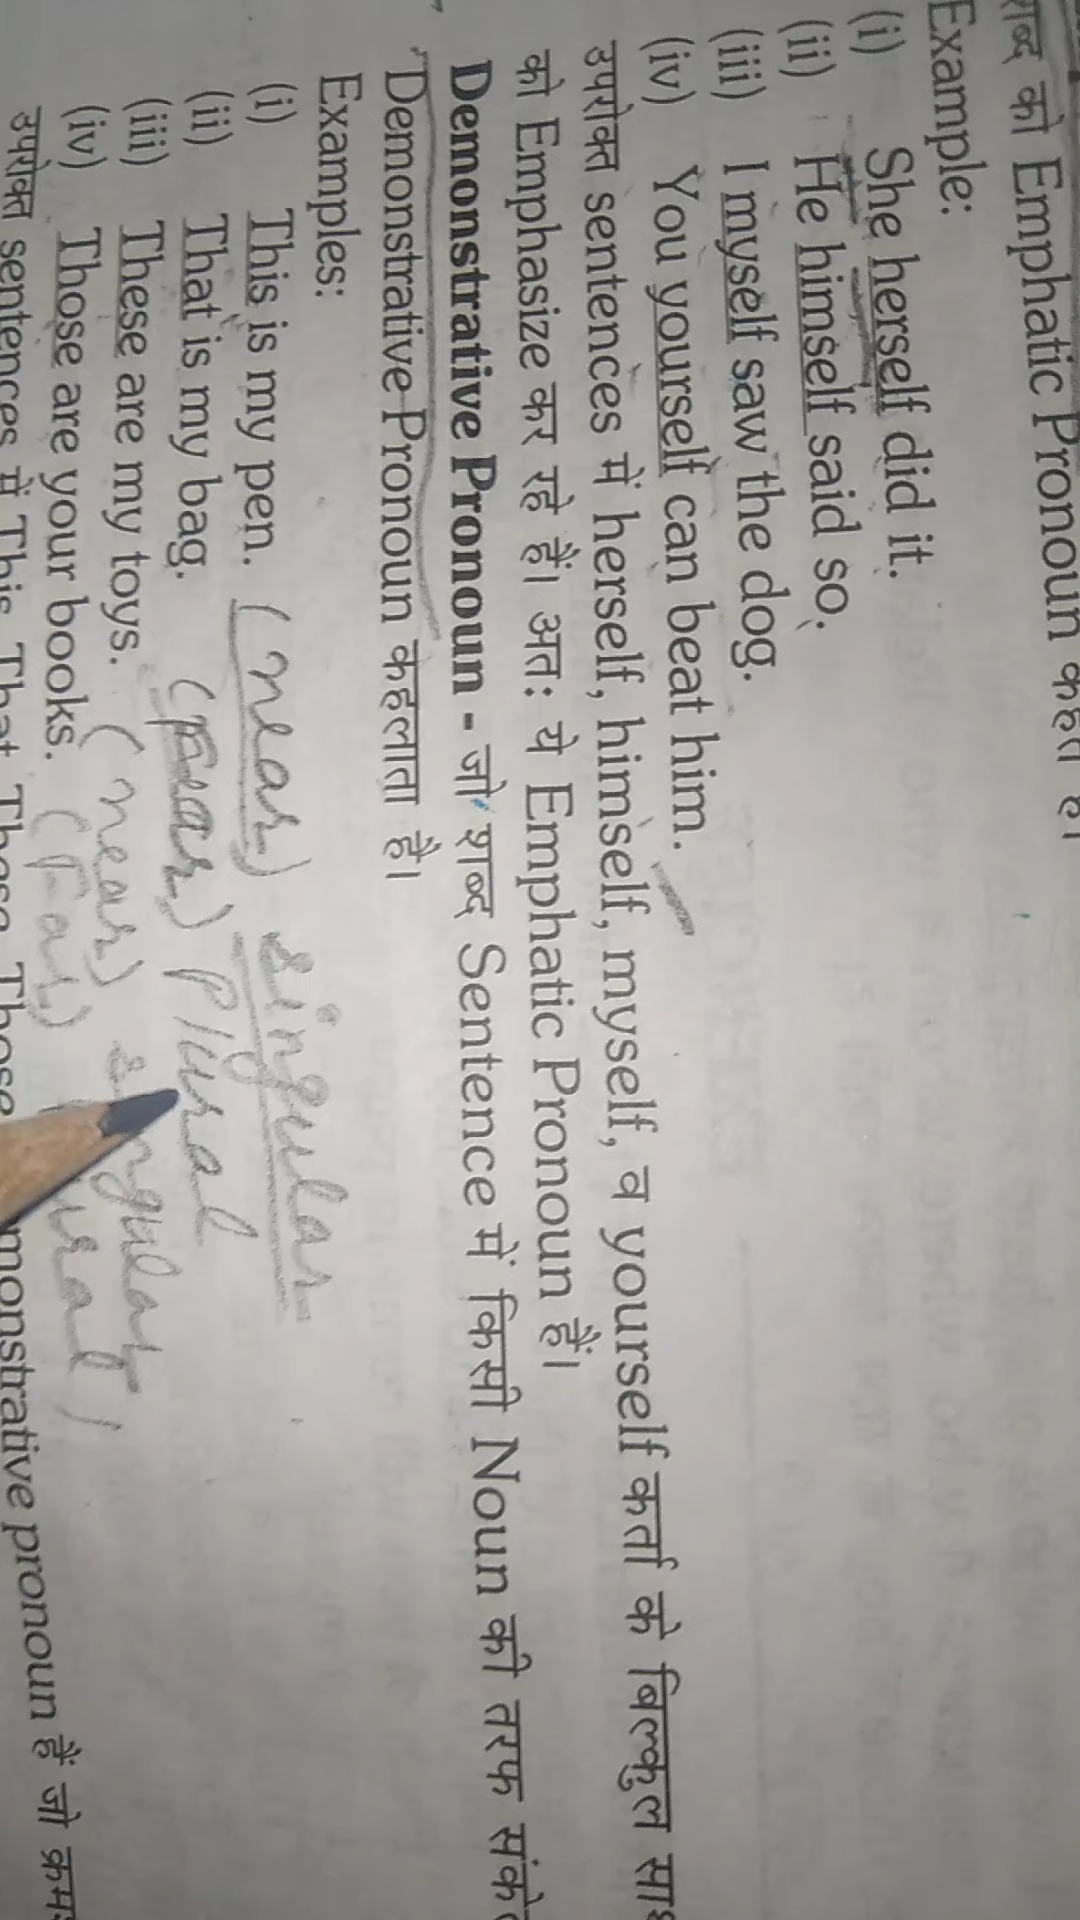 शब्द को Emphatic Pronoun कहते हैं।
Example:
(i) She herself did it.
(ii) He himself said so.
(iii) I myself saw the dog.
(iv) You yourself can beat him.
उपरोक्त sentences में herself, himself, myself, व yourself कर्ता के बिल्कुल साथ
को Emphasize कर रहे हैं। अतः ये Emphatic Pronoun हैं।
Demonstrative Pronoun - जो शब्द Sentence में किसी Noun की तरफ संकेत
Demonstrative Pronoun कहलाता है।
Examples:
(i) This is my pen. (near) singular
(ii) That is my bag. (Far) Plural
(iii) These are my toys. (near) singular
(iv) Those are your books. (Far)
उपरोक्त sentences में This, That, These, Those demonstrative pronoun हैं जो क्रमशः